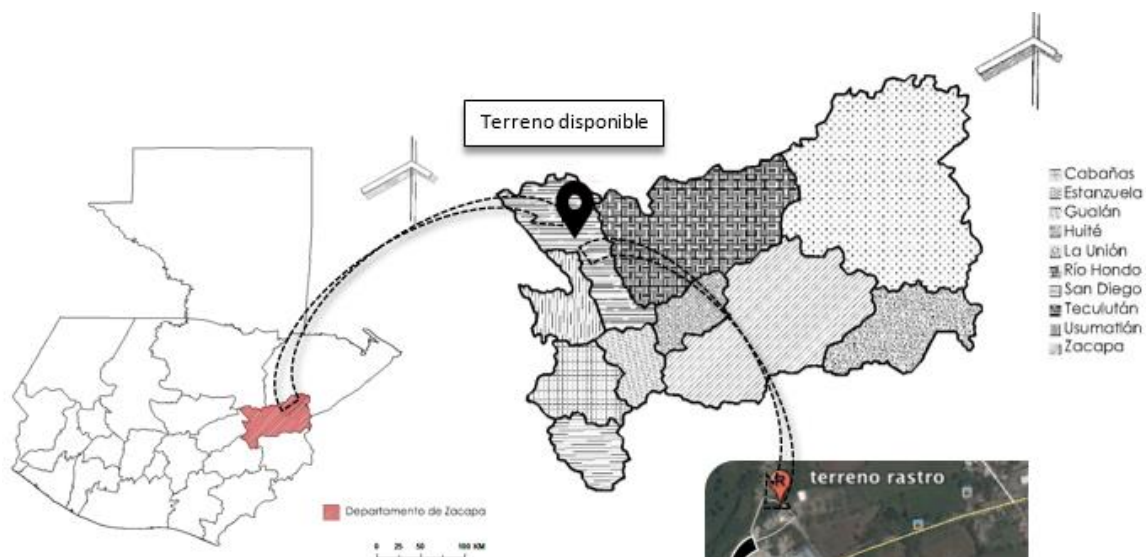 Terreno disponible
Cabañas
Estanzuela
Gualán
Huité
La Unión
Río Hondo
San Diego
Teculután
Usumatlán
Zacapa
terreno rastro
R
Departamento de Zacapa
0 25 50 100 KM